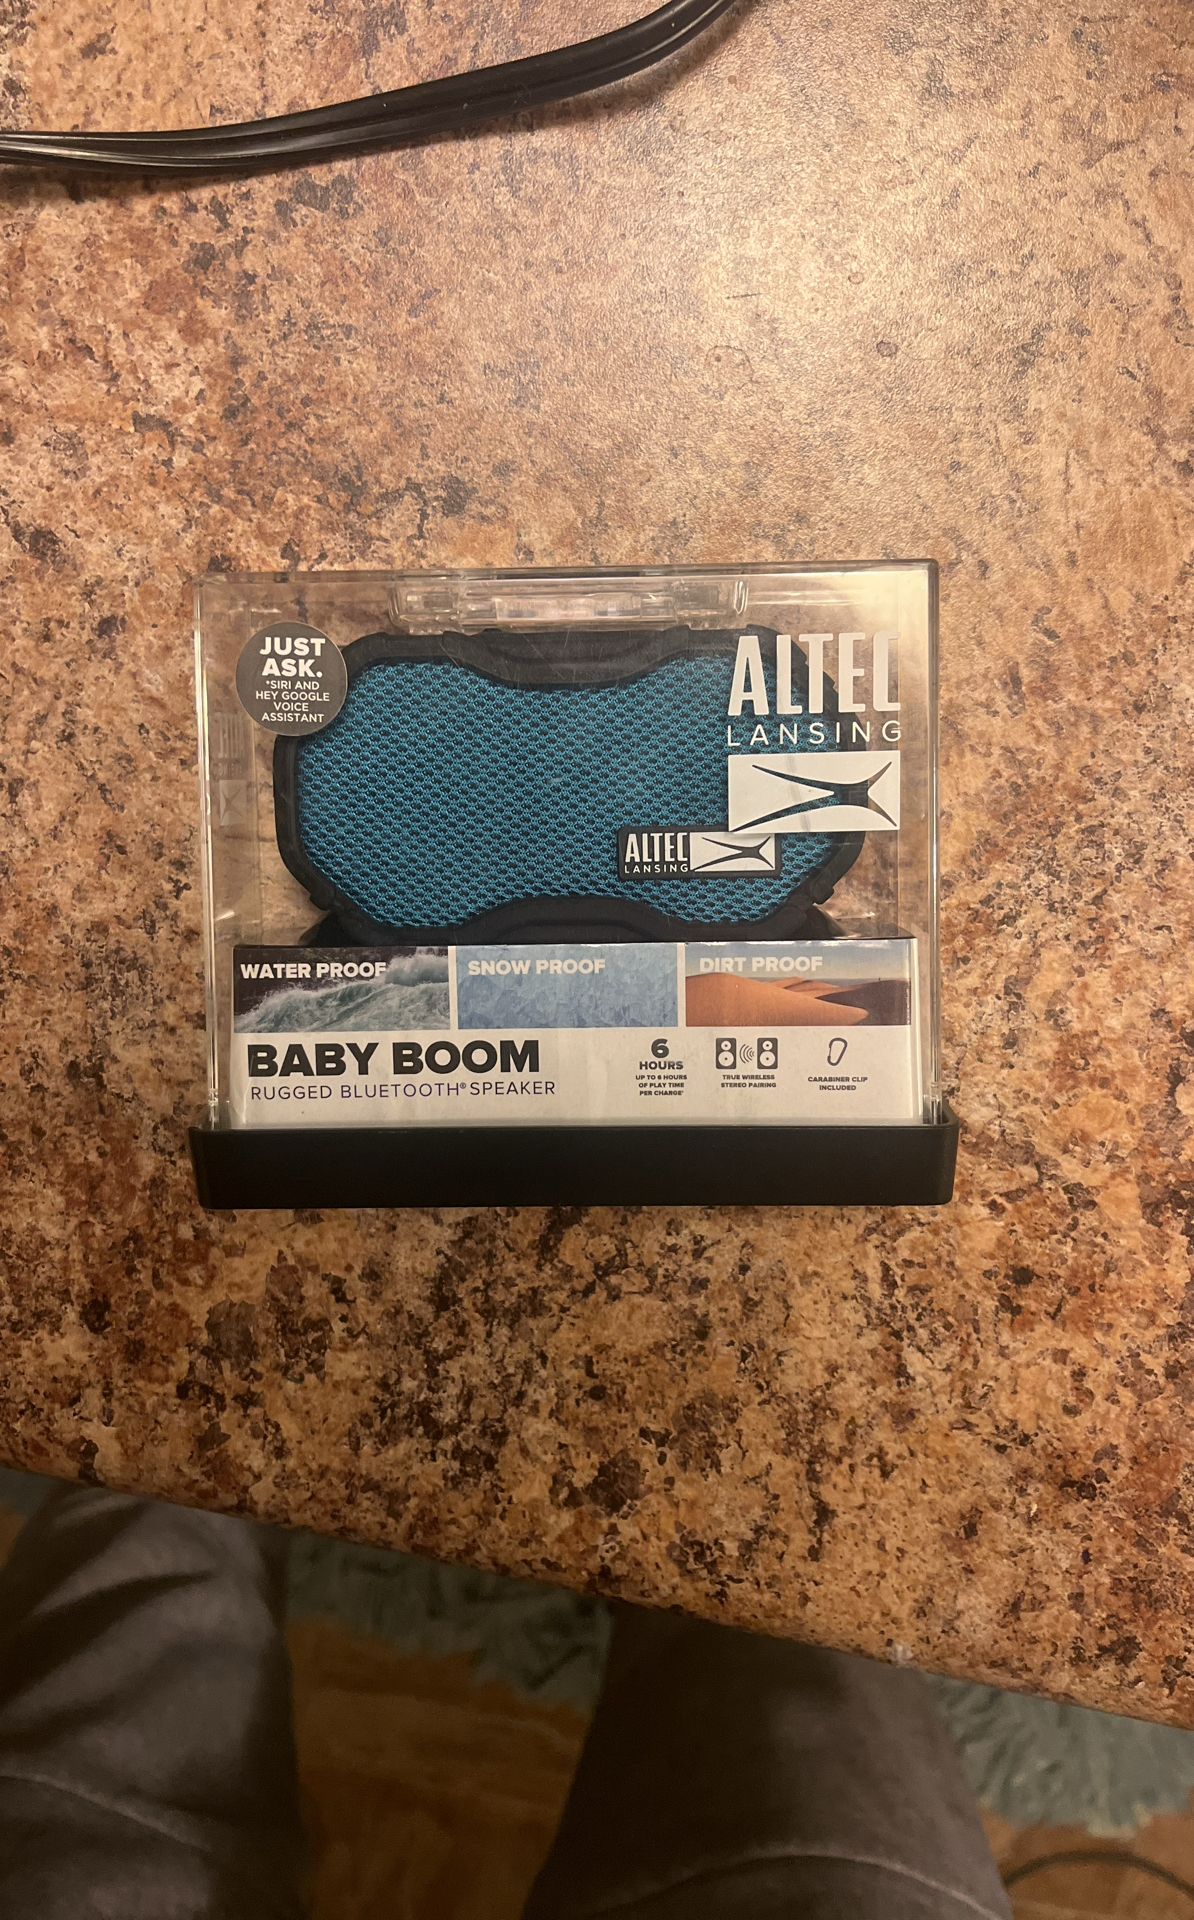 JUST
ASK.
*SIRI AND
HEY GOOGLE
VOICE
ASSISTANT
ALTEC
LANSING
ALTEC
LANSING
WATER PROOF
SNOW PROOF
DIRT PROOF
BABY BOOM
RUGGED BLUETOOTH® SPEAKER
6
HOURS
UP TO 6 HOURS
OF PLAY TIME
PER CHARGE*
TRUE WIRELESS
STEREO PAIRING
CARABINER CLIP
INCLUDED